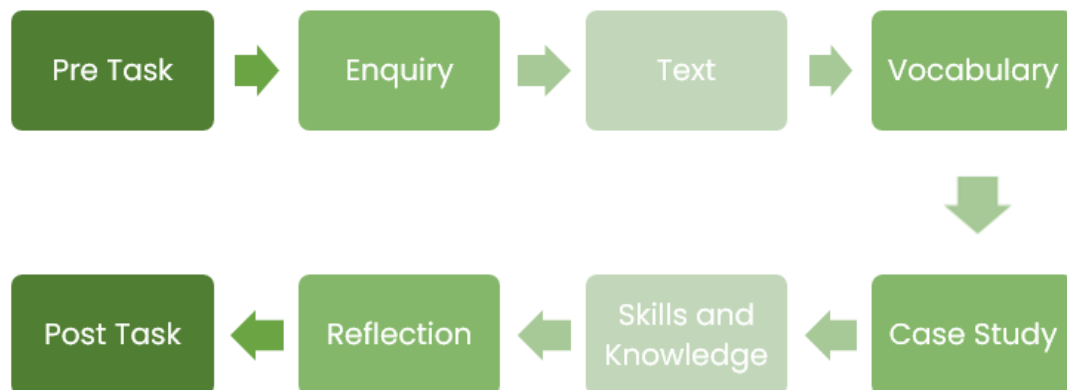 Pre Task
Enquiry
Text
Vocabulary
Case Study
Skills and
Knowledge
Reflection
Post Task